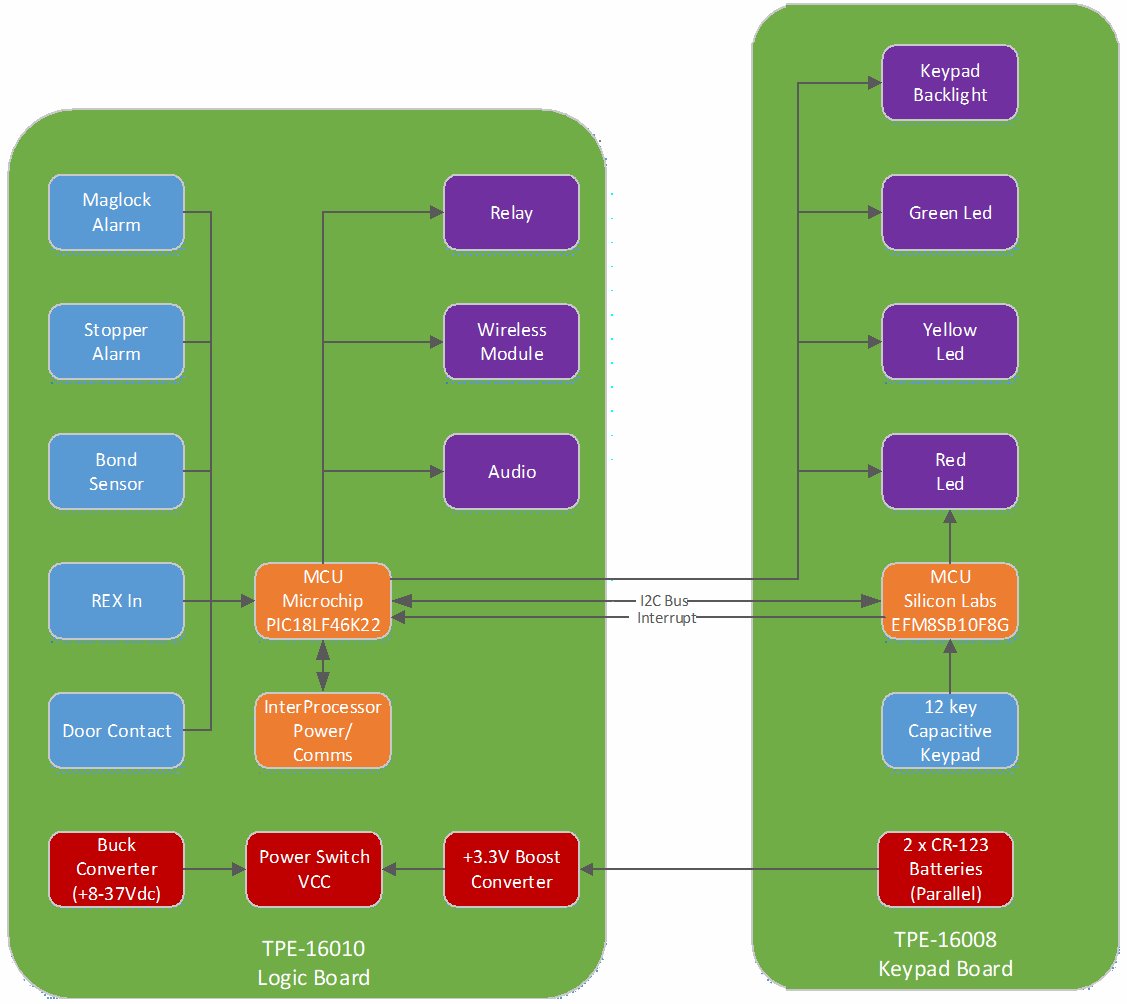 Keypad
Backlight
Maglock
Alarm
Relay
Green Led
Stopper
Alarm
Wireless
Module
Yellow
Led
Bond
Sensor
Audio
Red
Led
REX In
MCU
Microchip
PIC18LF46K22
I2C Bus
Interrupt
MCU
Silicon Labs
EFM8SB10F8G
Door Contact
InterProcessor
Power/
Comms
12 key
Capacitive
Keypad
Buck
Converter
(+8-37Vdc)
Power Switch
VCC
+3.3V Boost
Converter
2 x CR-123
Batteries
(Parallel)
TPE-16010
Logic Board
TPE-16008
Keypad Board